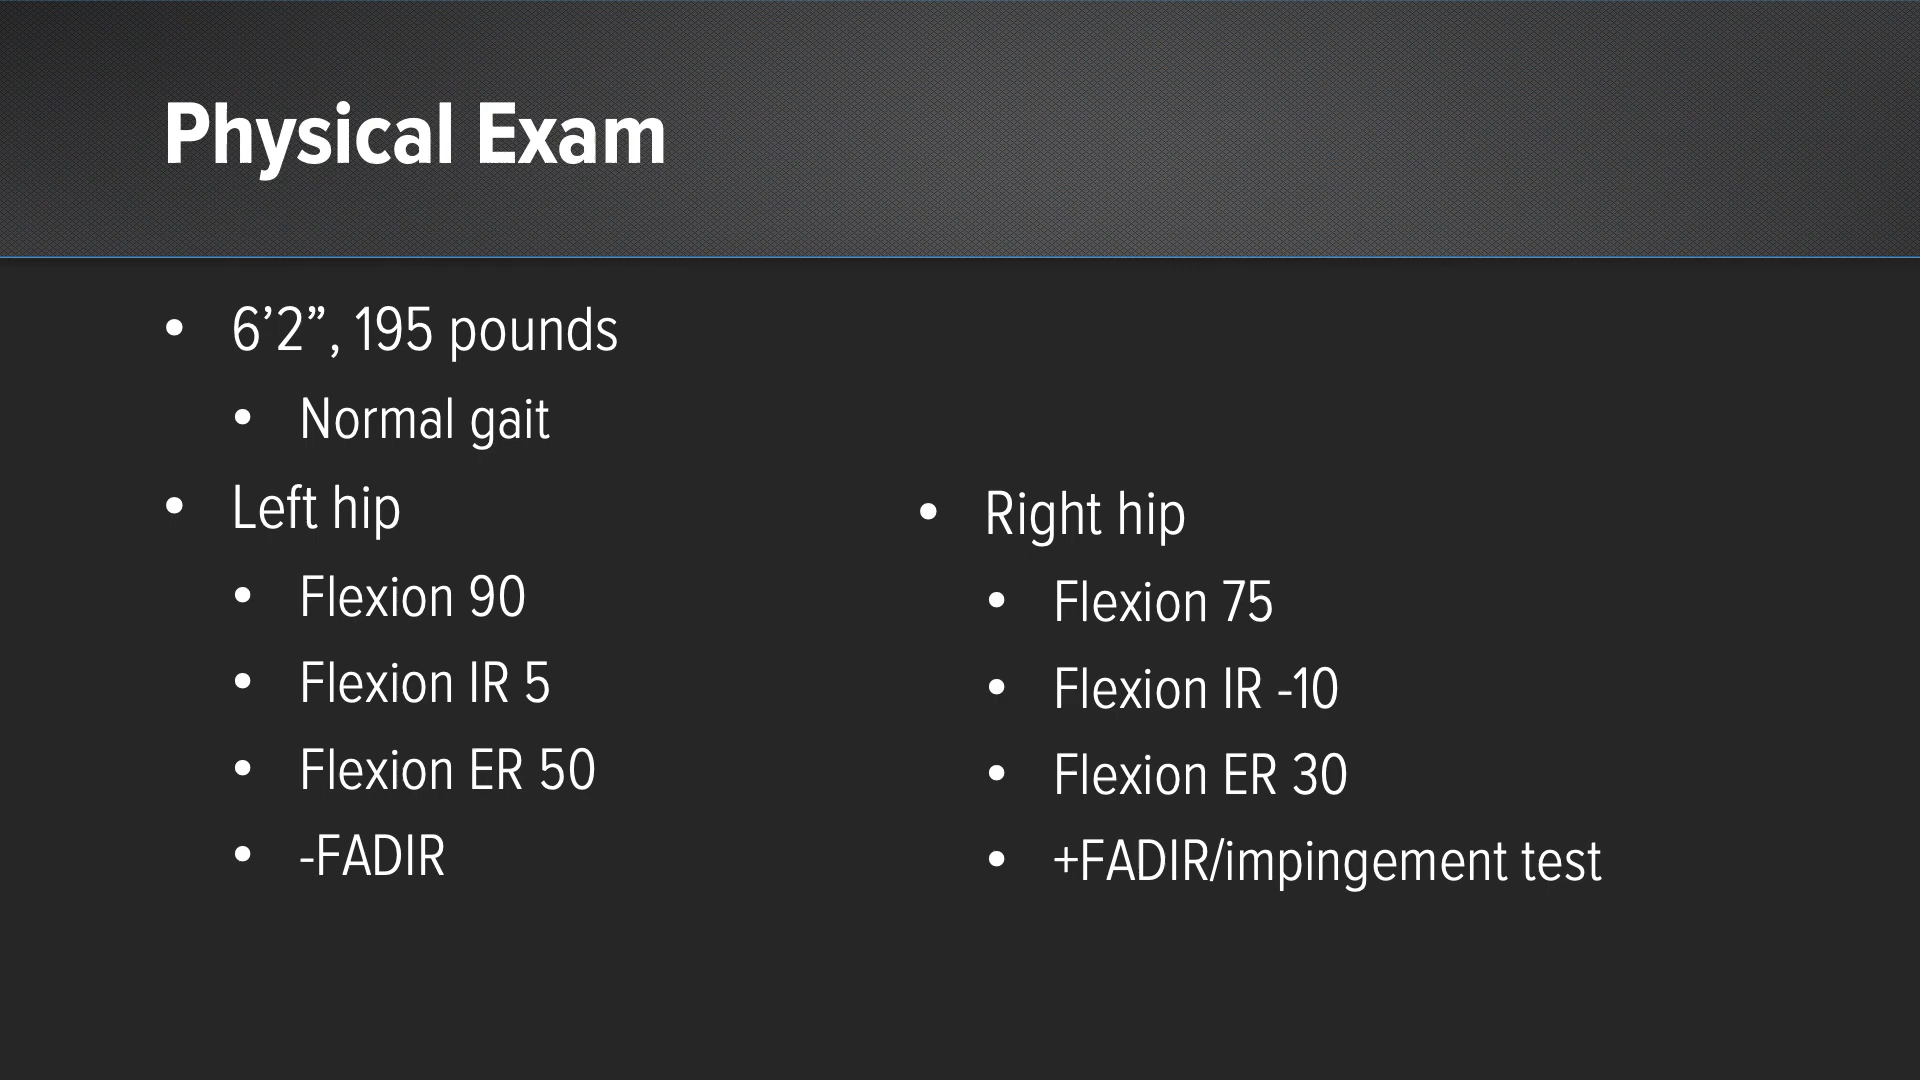 Physical Exam
• 6’2”, 195 pounds
• Normal gait
• Left hip
• Flexion 90
• Flexion IR 5
• Flexion ER 50
• -FADIR
• Right hip
• Flexion 75
• Flexion IR -10
• Flexion ER 30
• +FADIR/impingement test